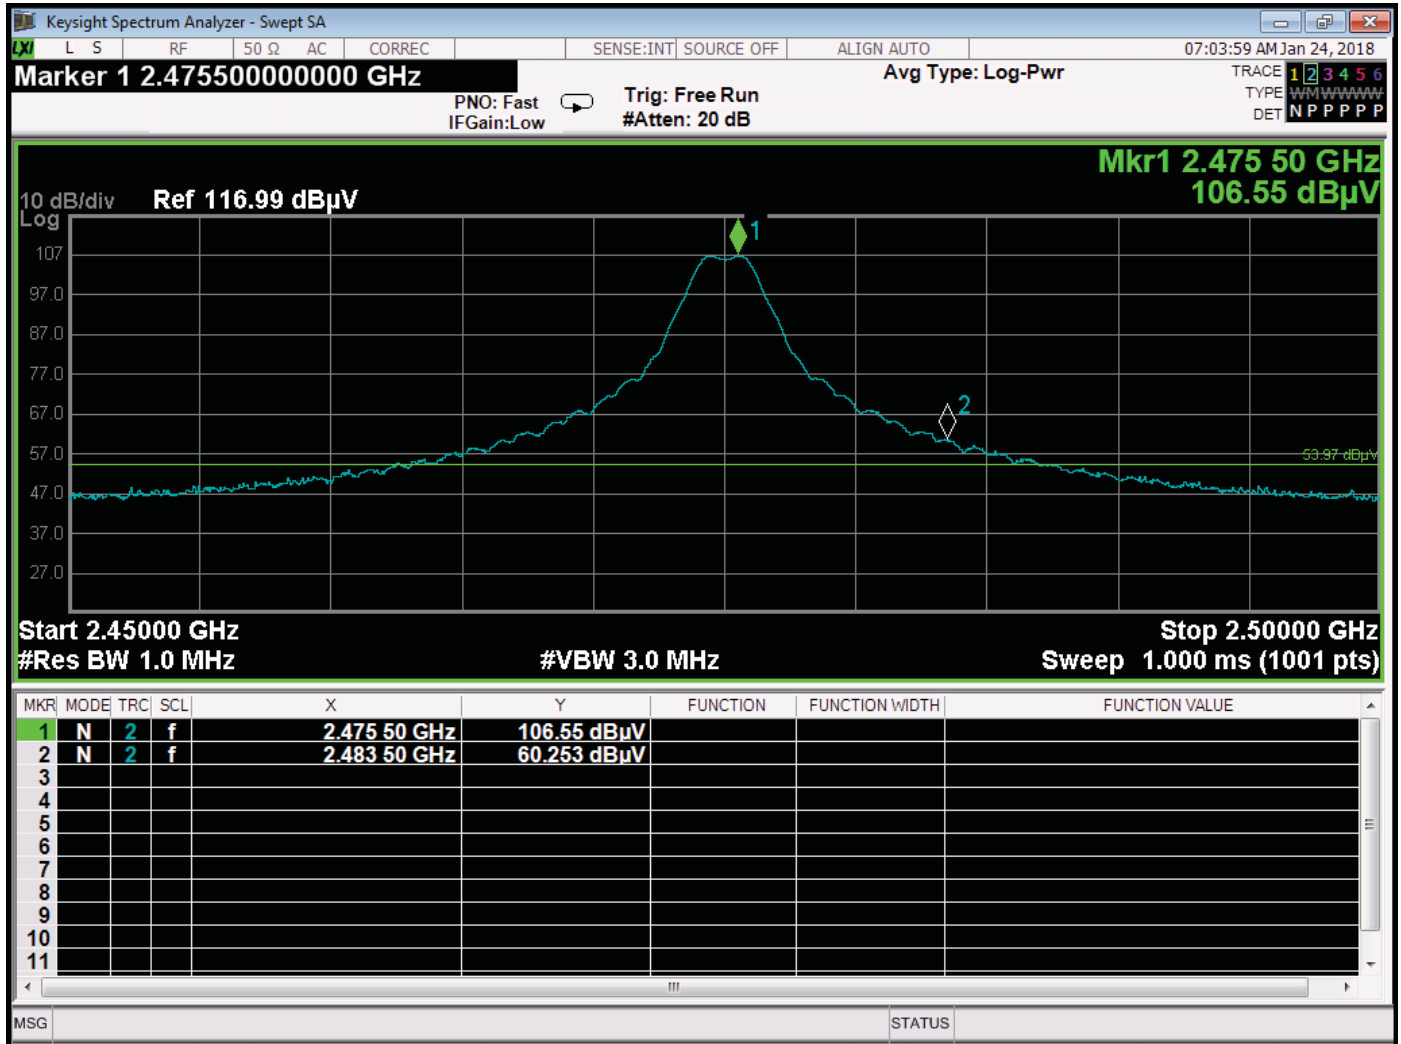 Keysight Spectrum Analyzer - Swept SA
LXI L S RF 50 Ω AC CORREC SENSE:INT SOURCE OFF ALIGN AUTO 07:03:59 AM Jan 24, 2018
Marker 1 2.475500000000 GHz Avg Type: Log-Pwr TRACE 1 2 3 4 5 6
TYPE WMWWWW
PNO: Fast Trig: Free Run
DET N P P P P P
IFGain:Low #Atten: 20 dB
Mkr1 2.475 50 GHz
10 dB/div Ref 116.99 dBµV 106.55 dBµV
Log
1
107
97.0
87.0
77.0
67.0
2
57.0
53.97 dBµV
47.0
37.0
27.0
Start 2.45000 GHz Stop 2.50000 GHz
#Res BW 1.0 MHz #VBW 3.0 MHz Sweep 1.000 ms (1001 pts)
MKR MODE TRC SCL X Y FUNCTION FUNCTION WIDTH FUNCTION VALUE
1 N 2 f 2.475 50 GHz 106.55 dBµV
2 N 2 f 2.483 50 GHz 60.253 dBµV
3
4
5
6
7
8
9
10
11
MSG STATUS